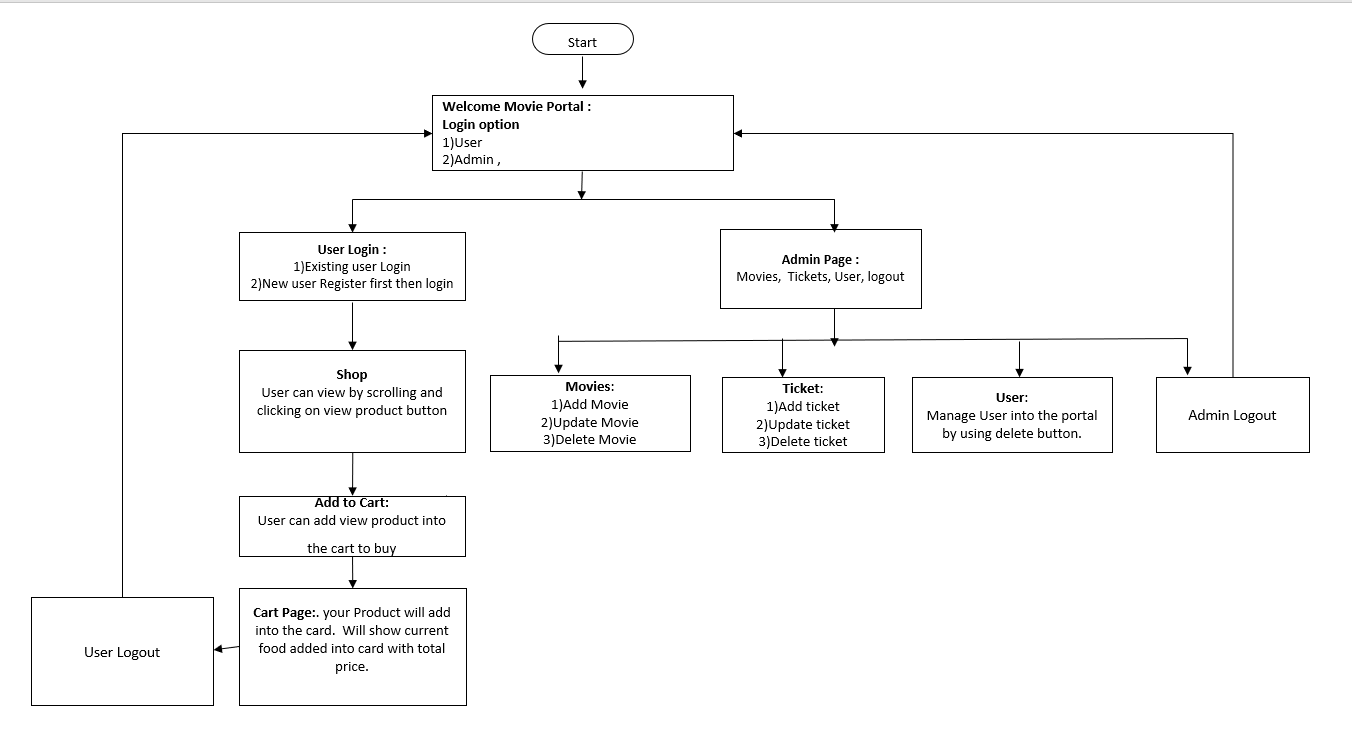 Start
Welcome Movie Portal :
Login option
1)User
2)Admin ,
User Login :
1)Existing user Login
2)New user Register first then login
Admin Page :
Movies,  Tickets, User, logout
Shop
User can view by scrolling and
clicking on view product button
Movies:
1)Add Movie
2)Update Movie
3)Delete Movie
Ticket:
1)Add ticket
2)Update ticket
3)Delete ticket
User:
Manage User into the portal
by using delete button.
Admin Logout
Add to Cart:
User can add view product into
the cart to buy
Cart Page:. your Product will add
into the card.  Will show current
food added into card with total
price.
User Logout